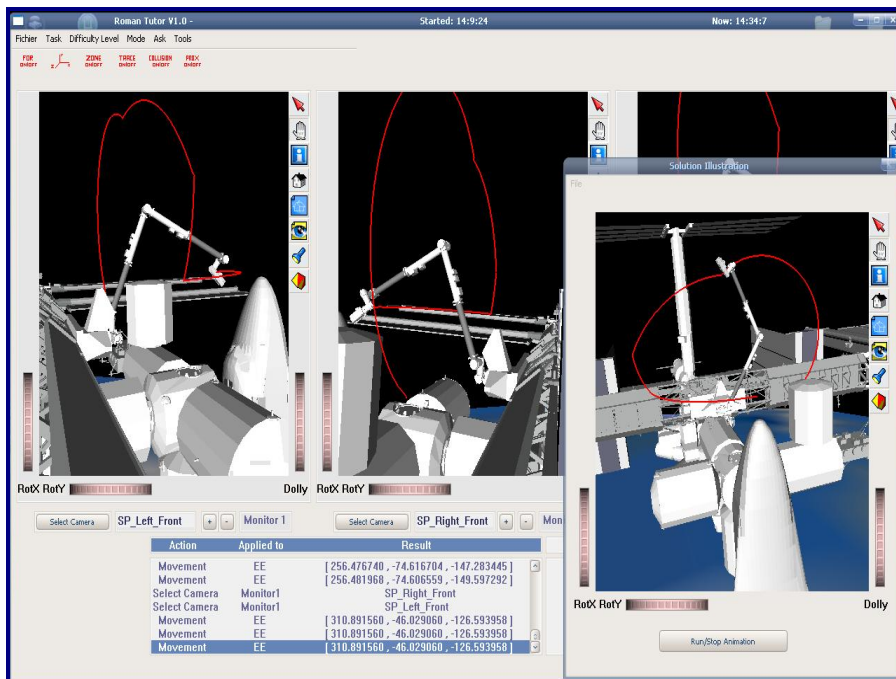 Roman Tutor V1.0 - Started: 14:9:24 Now: 14:34:7
Fichier Task Difficulty Level Mode Ask Tools
FOR ZONE TRACE COLLISION PROX
on/off on/off on/off on/off on/off
Solution Illustration
File
RotX RotY Dolly RotX RotY
Select Camera SP_Left_Front + - Monitor 1 Select Camera SP_Right_Front + - Mon
Action Applied to Result
Movement EE [ 256.476740 , -74.616704 , -147.283445 ]
Movement EE [ 256.481968 , -74.606559 , -149.597292 ]
Select Camera Monitor1 SP_Right_Front
Select Camera Monitor1 SP_Left_Front
Movement EE [ 310.891560 , -46.029060 , -126.593958 ]
Movement EE [ 310.891560 , -46.029060 , -126.593958 ]
Movement EE [ 310.891560 , -46.029060 , -126.593958 ]
RotX RotY Dolly
Run/Stop Animation